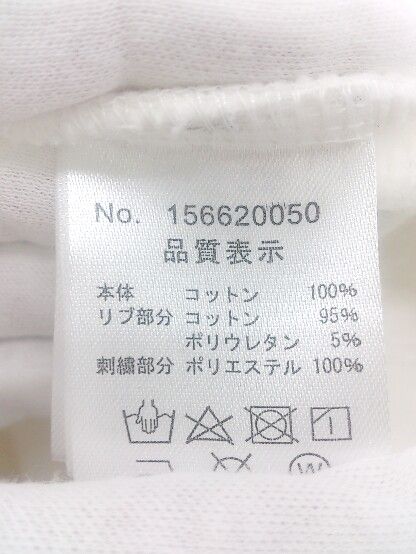 No. 156620050
品質表示
本体 コットン 100%
リブ部分 コットン 95%
ポリウレタン 5%
刺繍部分 ポリエステル 100%
W